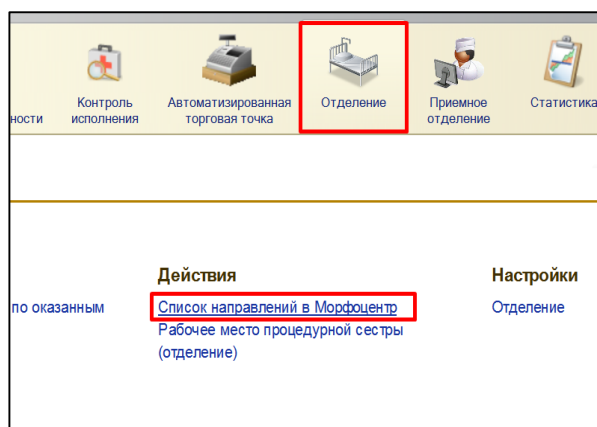 ности
Контроль
исполнения
Автоматизированная
торговая точка
Отделение
Приемное
отделение
Статистика
Действия
Настройки
по оказанным
Список направлений в Морфоцентр
Отделение
Рабочее место процедурной сестры
(отделение)